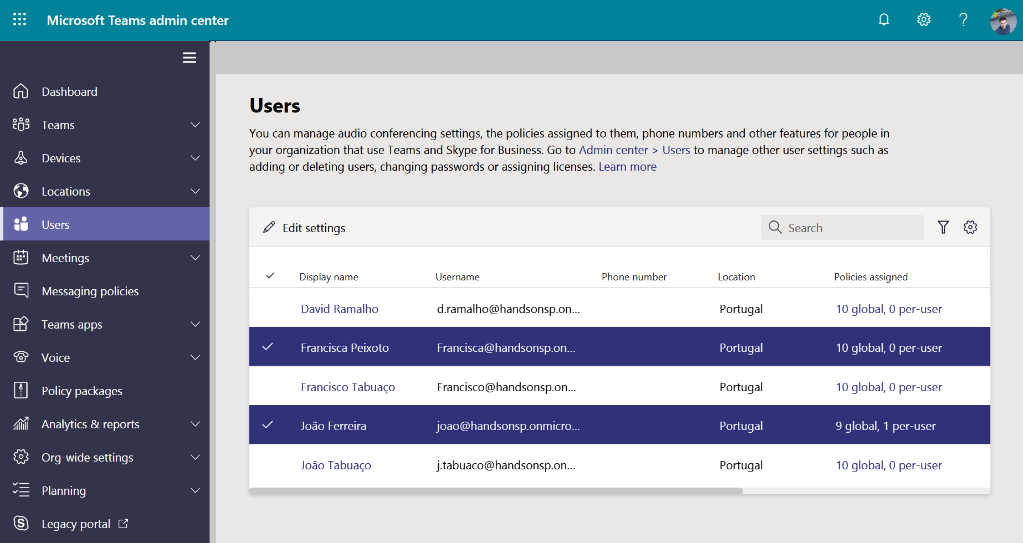 Microsoft Teams admin center
?
Dashboard
Teams
Devices
Locations
Users
Meetings
Messaging policies
Teams apps
Voice
Policy packages
Analytics & reports
Org-wide settings
Planning
Legacy portal
Users
You can manage audio conferencing settings, the policies assigned to them, phone numbers and other features for people in
your organization that use Teams and Skype for Business. Go to Admin center > Users to manage other user settings such as
adding or deleting users, changing passwords or assigning licenses. Learn more
Edit settings Search
Display name Username Phone number Location Policies assigned
David Ramalho d.ramalho@handsonsp.on... Portugal 10 global, 0 per-user
Francisca Peixoto Francisca@handsonsp.on... Portugal 10 global, 0 per-user
Francisco Tabuaço Francisco@handsonsp.on... Portugal 10 global, 0 per-user
João Ferreira joao@handsonsp.onmicro... Portugal 9 global, 1 per-user
João Tabuaço j.tabuaco@handsonsp.on... Portugal 10 global, 0 per-user